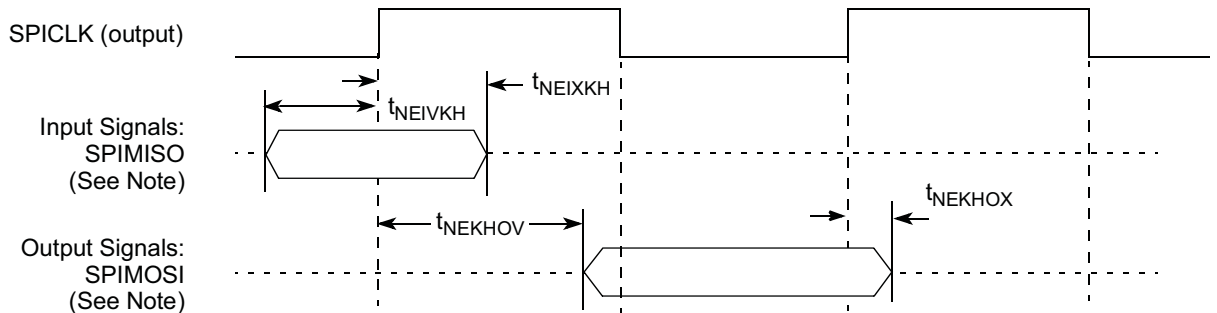 SPICLK (output)
tNEIXKH
tNEIVKH
Input Signals:
SPIMISO
(See Note)
tNEKHOX
tNEKHOV
Output Signals:
SPIMOSI
(See Note)